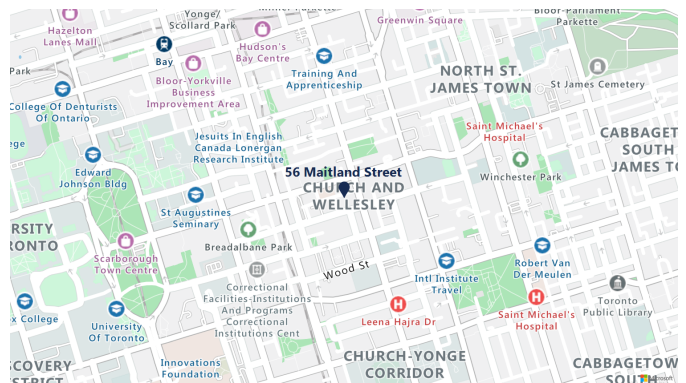 Yonge/
Scollard Park
Greenwin Square
Bloor-Parliament
Parkette
Hazelton
Lanes Mall
Hudson's
Bay Centre
Bay
Park
Bloor-Yorkville
Business
Improvement Area
Training And
Apprenticeship
NORTH ST.
JAMES TOWN
St James Cemetery
College Of Denturists
Of Ontario
Jesuits In English
Canada Lonergan
Research Institute
Saint Michael's
Hospital
CABBAGET
SOUTH
JAMES T
ege
Edward
Johnson Bldg
56 Maitland Street
CHURCH AND
WELLESLEY
Winchester Park
St Augustines
Seminary
RSITY
RONTO
Breadalbane Park
Scarborough
Town Centre
Wood St
Robert Van
Der Meulen
Correctional
Facilities-Institutions
And Programs
Correctional
Institutions Cent
Intl Institute
Travel
x College
University
Of Toronto
Leena Hajra Dr
Saint Michael's
Hospital
Toronto
Public Library
SCOVERY
STRICT
Innovations
Foundation
CHURCH-YONGE
CORRIDOR
CABBAGETOW
SOUTH
Microsoft